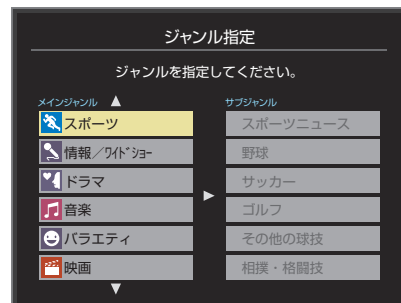 ジャンル指定
ジャンルを指定してください。
メインジャンル
サブジャンル
スポーツ
スポーツニュース
情報／ﾜｲﾄﾞｼｮｰ
野球
ドラマ
サッカー
音楽
ゴルフ
バラエティ
その他の球技
映画
相撲・格闘技